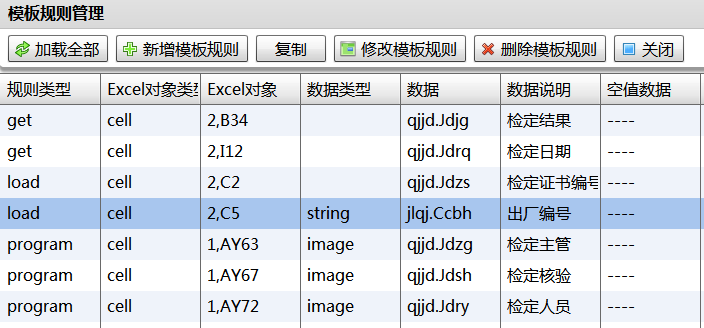 模板规则管理
加载全部 新增模板规则 复制 修改模板规则 删除模板规则 关闭
规则类型 Excel对象类型 Excel对象 数据类型 数据 数据说明 空值数据
get cell 2,B34 qjjd.Jdjg 检定结果 ----
get cell 2,I12 qjjd.Jdrq 检定日期 ----
load cell 2,C2 qjjd.Jdzs 检定证书编号 ----
load cell 2,C5 string jlqj.Ccbh 出厂编号 ----
program cell 1,AY63 image qjjd.Jdzg 检定主管 ----
program cell 1,AY67 image qjjd.Jdsh 检定核验 ----
program cell 1,AY72 image qjjd.Jdry 检定人员 ----